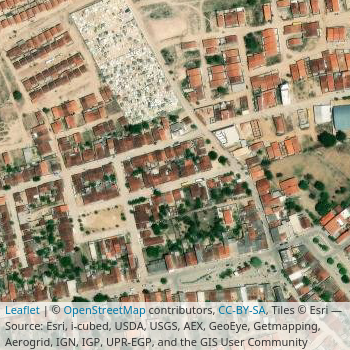 Leaflet | © OpenStreetMap contributors, CC-BY-SA, Tiles © Esri —
Source: Esri, i-cubed, USDA, USGS, AEX, GeoEye, Getmapping,
Aerogrid, IGN, IGP, UPR-EGP, and the GIS User Community